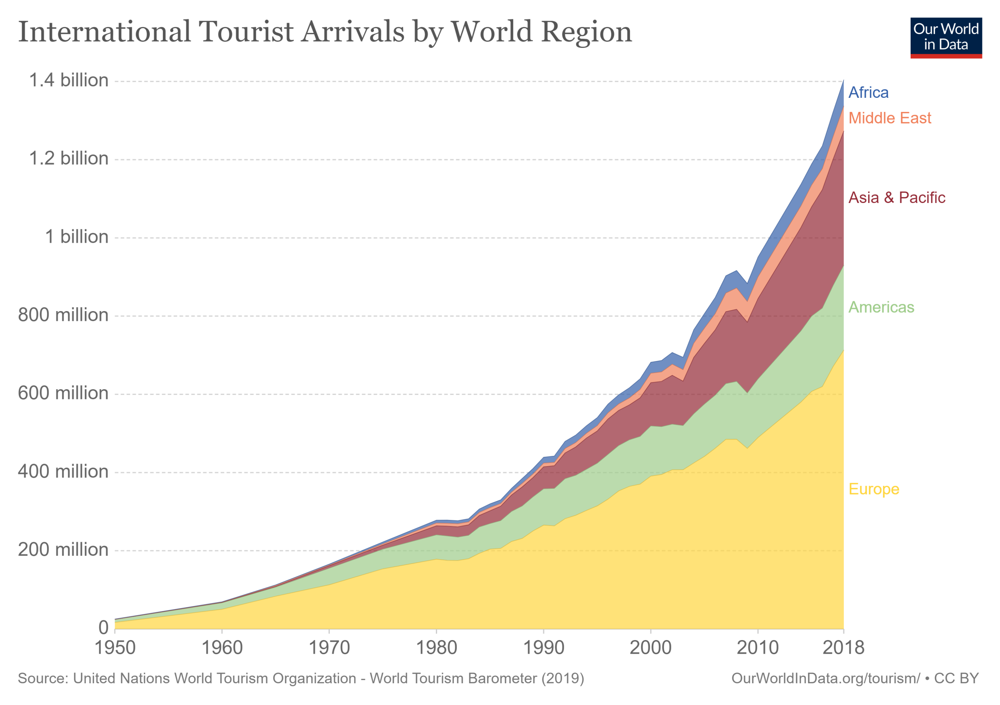 International Tourist Arrivals by World Region
Our World
in Data
1.4 billion
1.2 billion
1 billion
800 million
600 million
400 million
200 million
0
Africa
Middle East
Asia & Pacific
Americas
Europe
1950 1960 1970 1980 1990 2000 2010 2018
Source: United Nations World Tourism Organization - World Tourism Barometer (2019)
OurWorldInData.org/tourism/ • CC BY